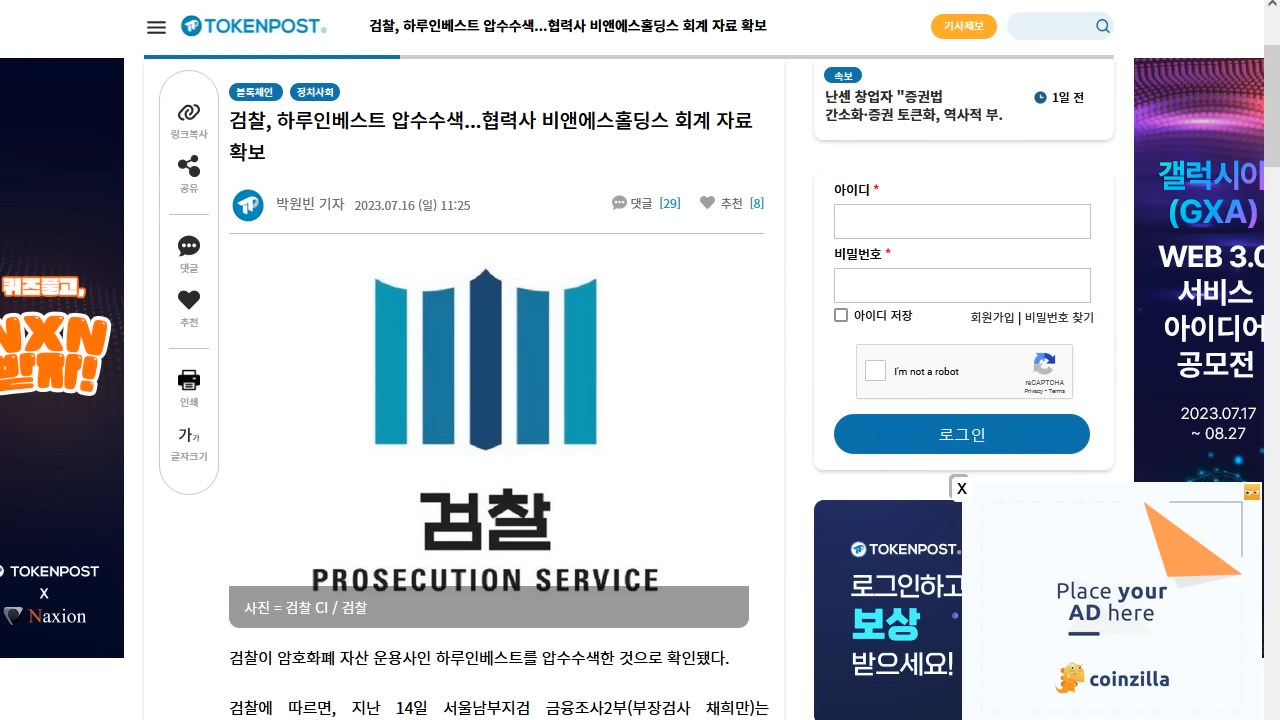 TOKENPOST
검찰, 하루인베스트 압수수색...협력사 비앤에스홀딩스 회계 자료 확보
기사제보
링크복사
공유
댓글
추천
인쇄
가가
글자크기
블록체인 정치사회
검찰, 하루인베스트 압수수색...협력사 비앤에스홀딩스 회계 자료
확보
박원빈 기자 2023.07.16 (일) 11:25
댓글 [29] 추천 [8]
검찰
PROSECUTION SERVICE
사진 = 검찰 CI / 검찰
검찰이 암호화폐 자산 운용사인 하루인베스트를 압수수색한 것으로 확인됐다.
검찰에 따르면, 지난 14일 서울남부지검 금융조사2부(부장검사 채희만)는
속보
난센 창업자 "증권법
간소화·증권 토큰화, 역사적 부.
1일 전
아이디 *
비밀번호 *
아이디 저장
회원가입 | 비밀번호 찾기
I'm not a robot
reCAPTCHA
Privacy - Terms
로그인
X
TOKENPOST
로그인하고
보상
받으세요!
Place your
AD here
coinzilla
퀴즈풀고,
NXN
받자!
TOKENPOST
X
Naxion
갤럭시아
(GXA)
WEB 3.0
서비스
아이디어
공모전
2023.07.17
~ 08.27